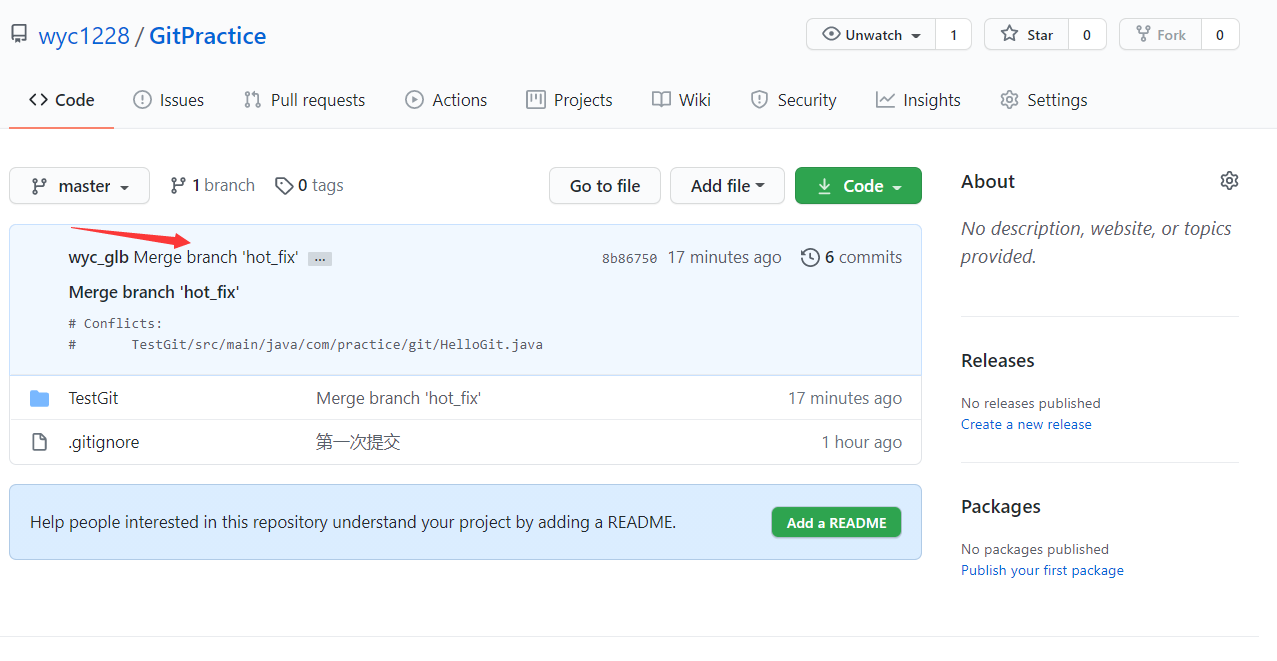 wyc1228 / GitPractice
Unwatch 1 Star 0 Fork 0
Code Issues Pull requests Actions Projects Wiki Security Insights Settings
master 1 branch 0 tags Go to file Add file Code
wyc_glb Merge branch 'hot_fix' ... 8b86750 17 minutes ago 6 commits
Merge branch 'hot_fix'
# Conflicts:
# TestGit/src/main/java/com/practice/git/HelloGit.java
TestGit Merge branch 'hot_fix' 17 minutes ago
.gitignore 第一次提交 1 hour ago
Help people interested in this repository understand your project by adding a README. Add a README
About
No description, website, or topics
provided.
Releases
No releases published
Create a new release
Packages
No packages published
Publish your first package